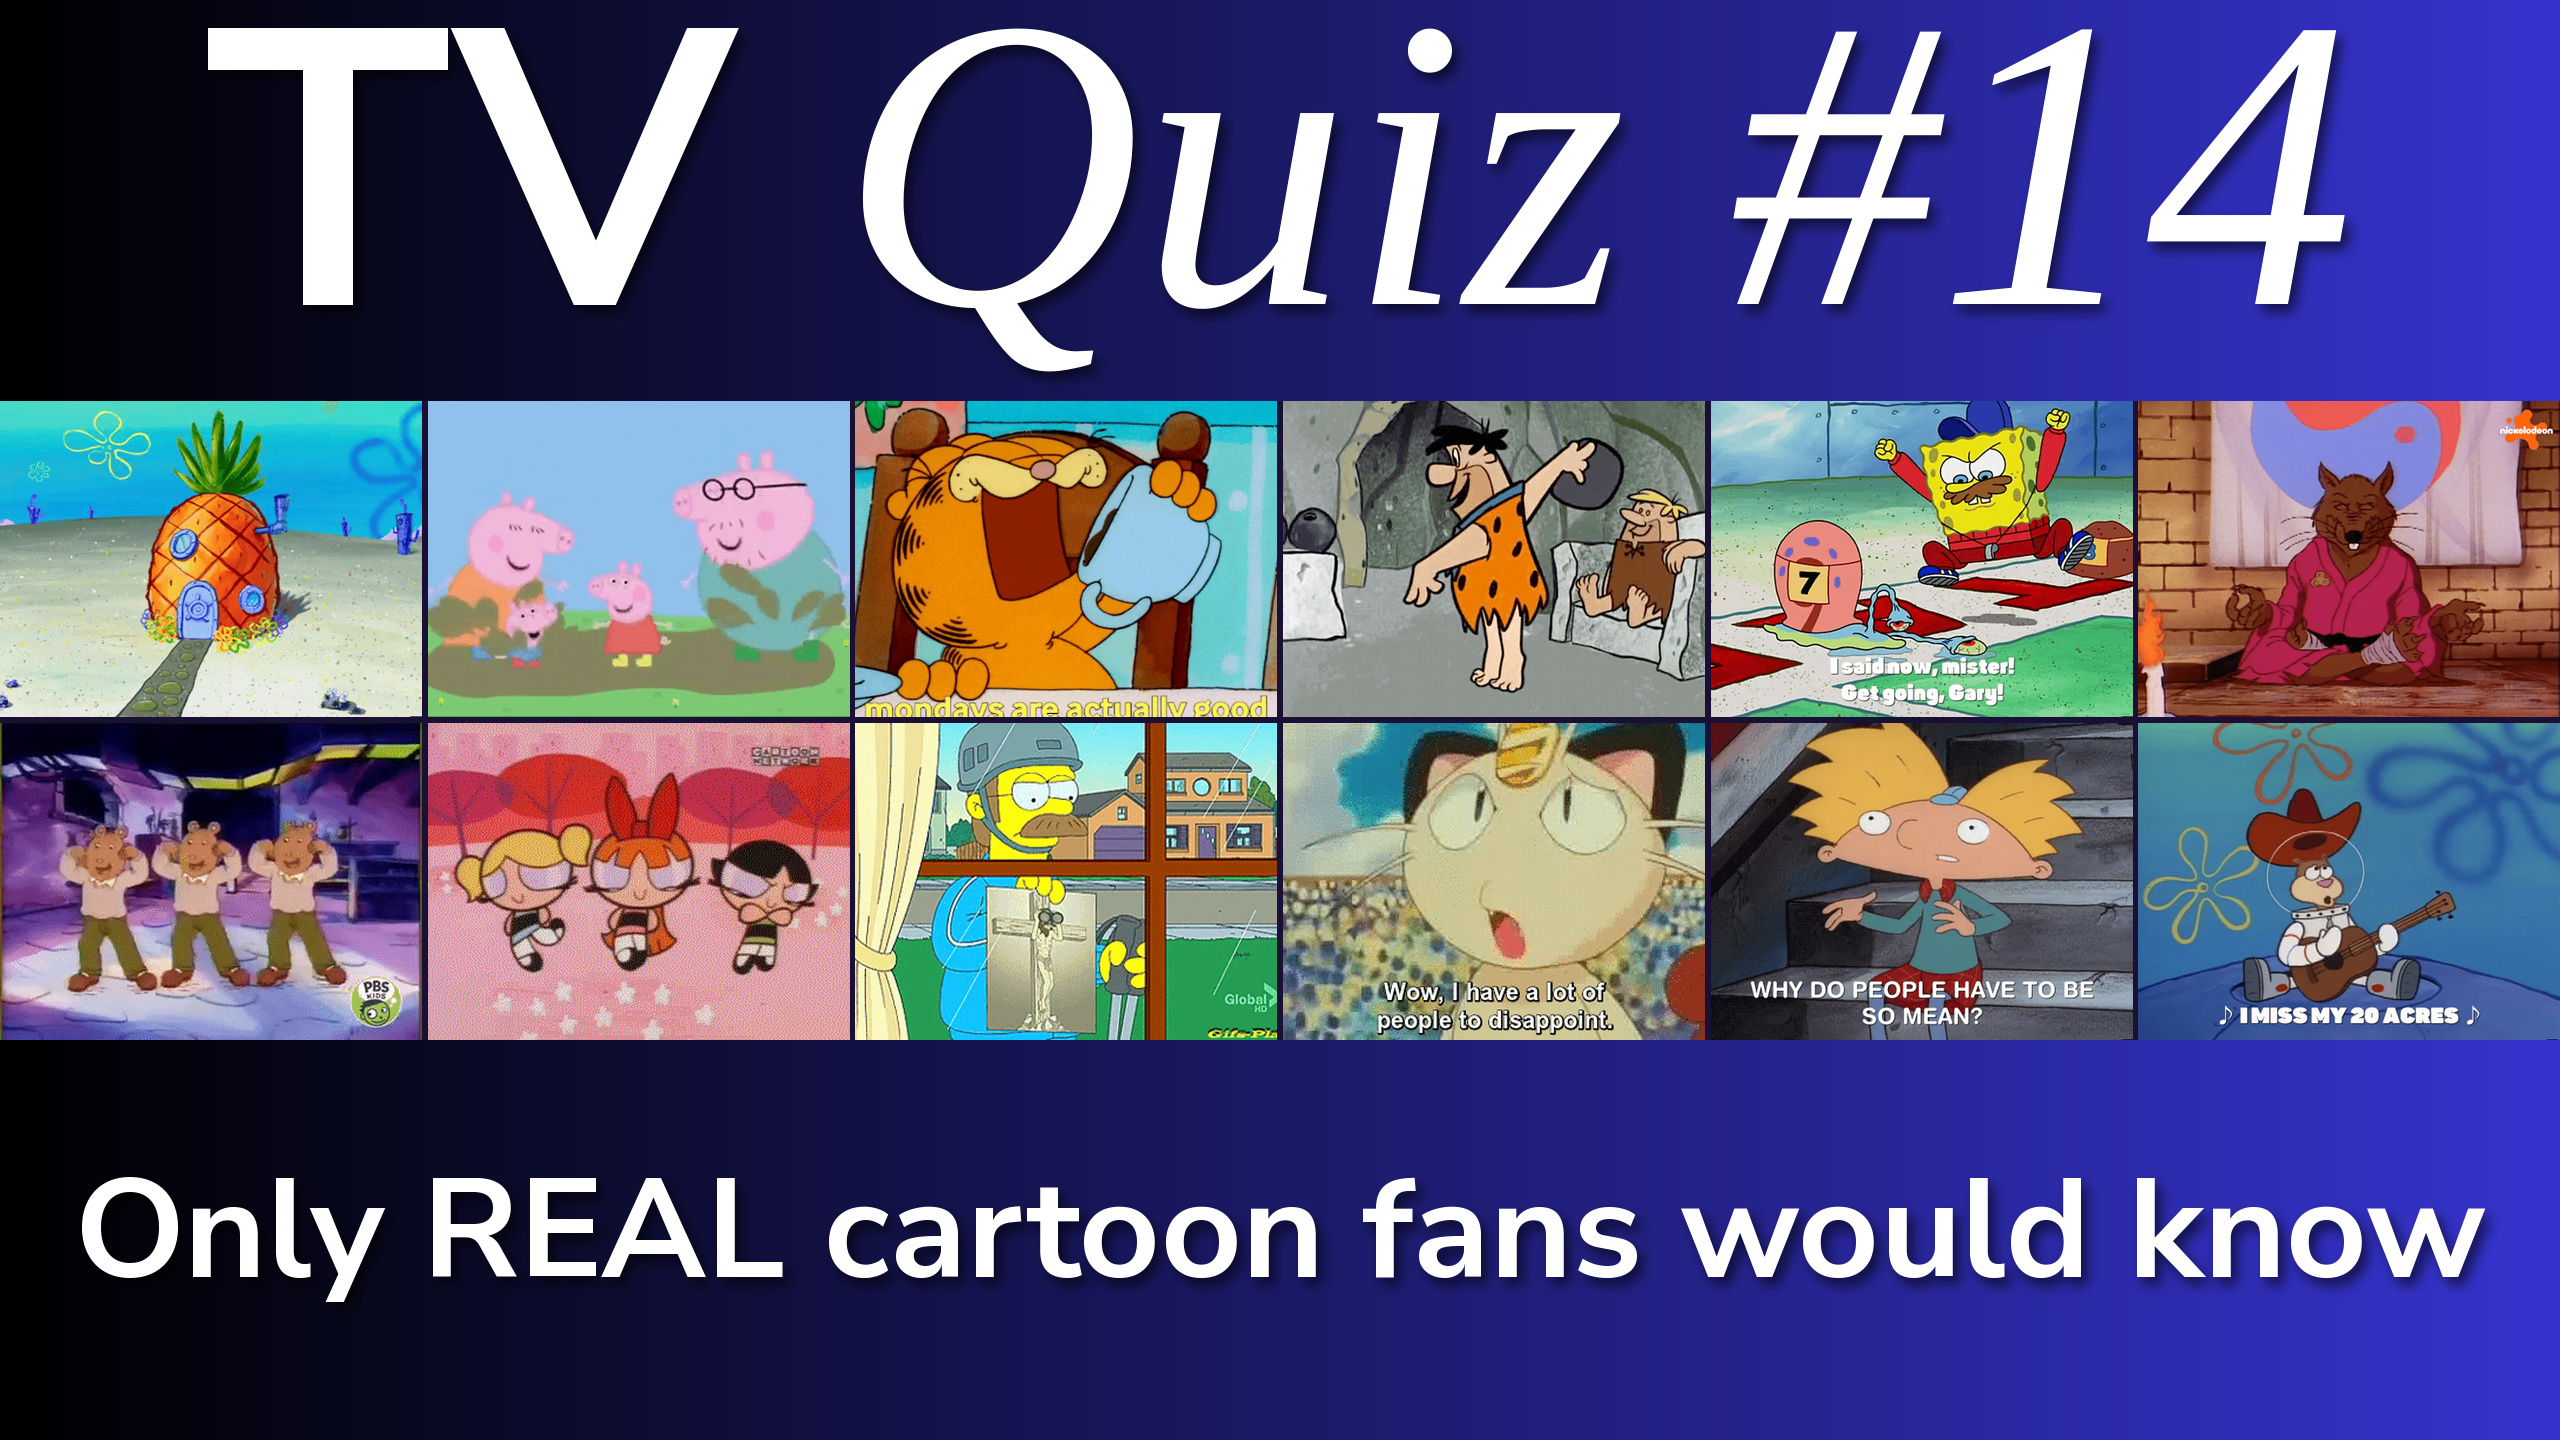 TV Quiz #14
mondays are actually good
7
I said now, mister!
Get going, Gary!
nickelodeon
PBS
KIDS
CARTOON
NETWORK
Global
HD
Wow, I have a lot of
people to disappoint.
WHY DO PEOPLE HAVE TO BE
SO MEAN?
♪ I MISS MY 20 ACRES ♪
Only REAL cartoon fans would know